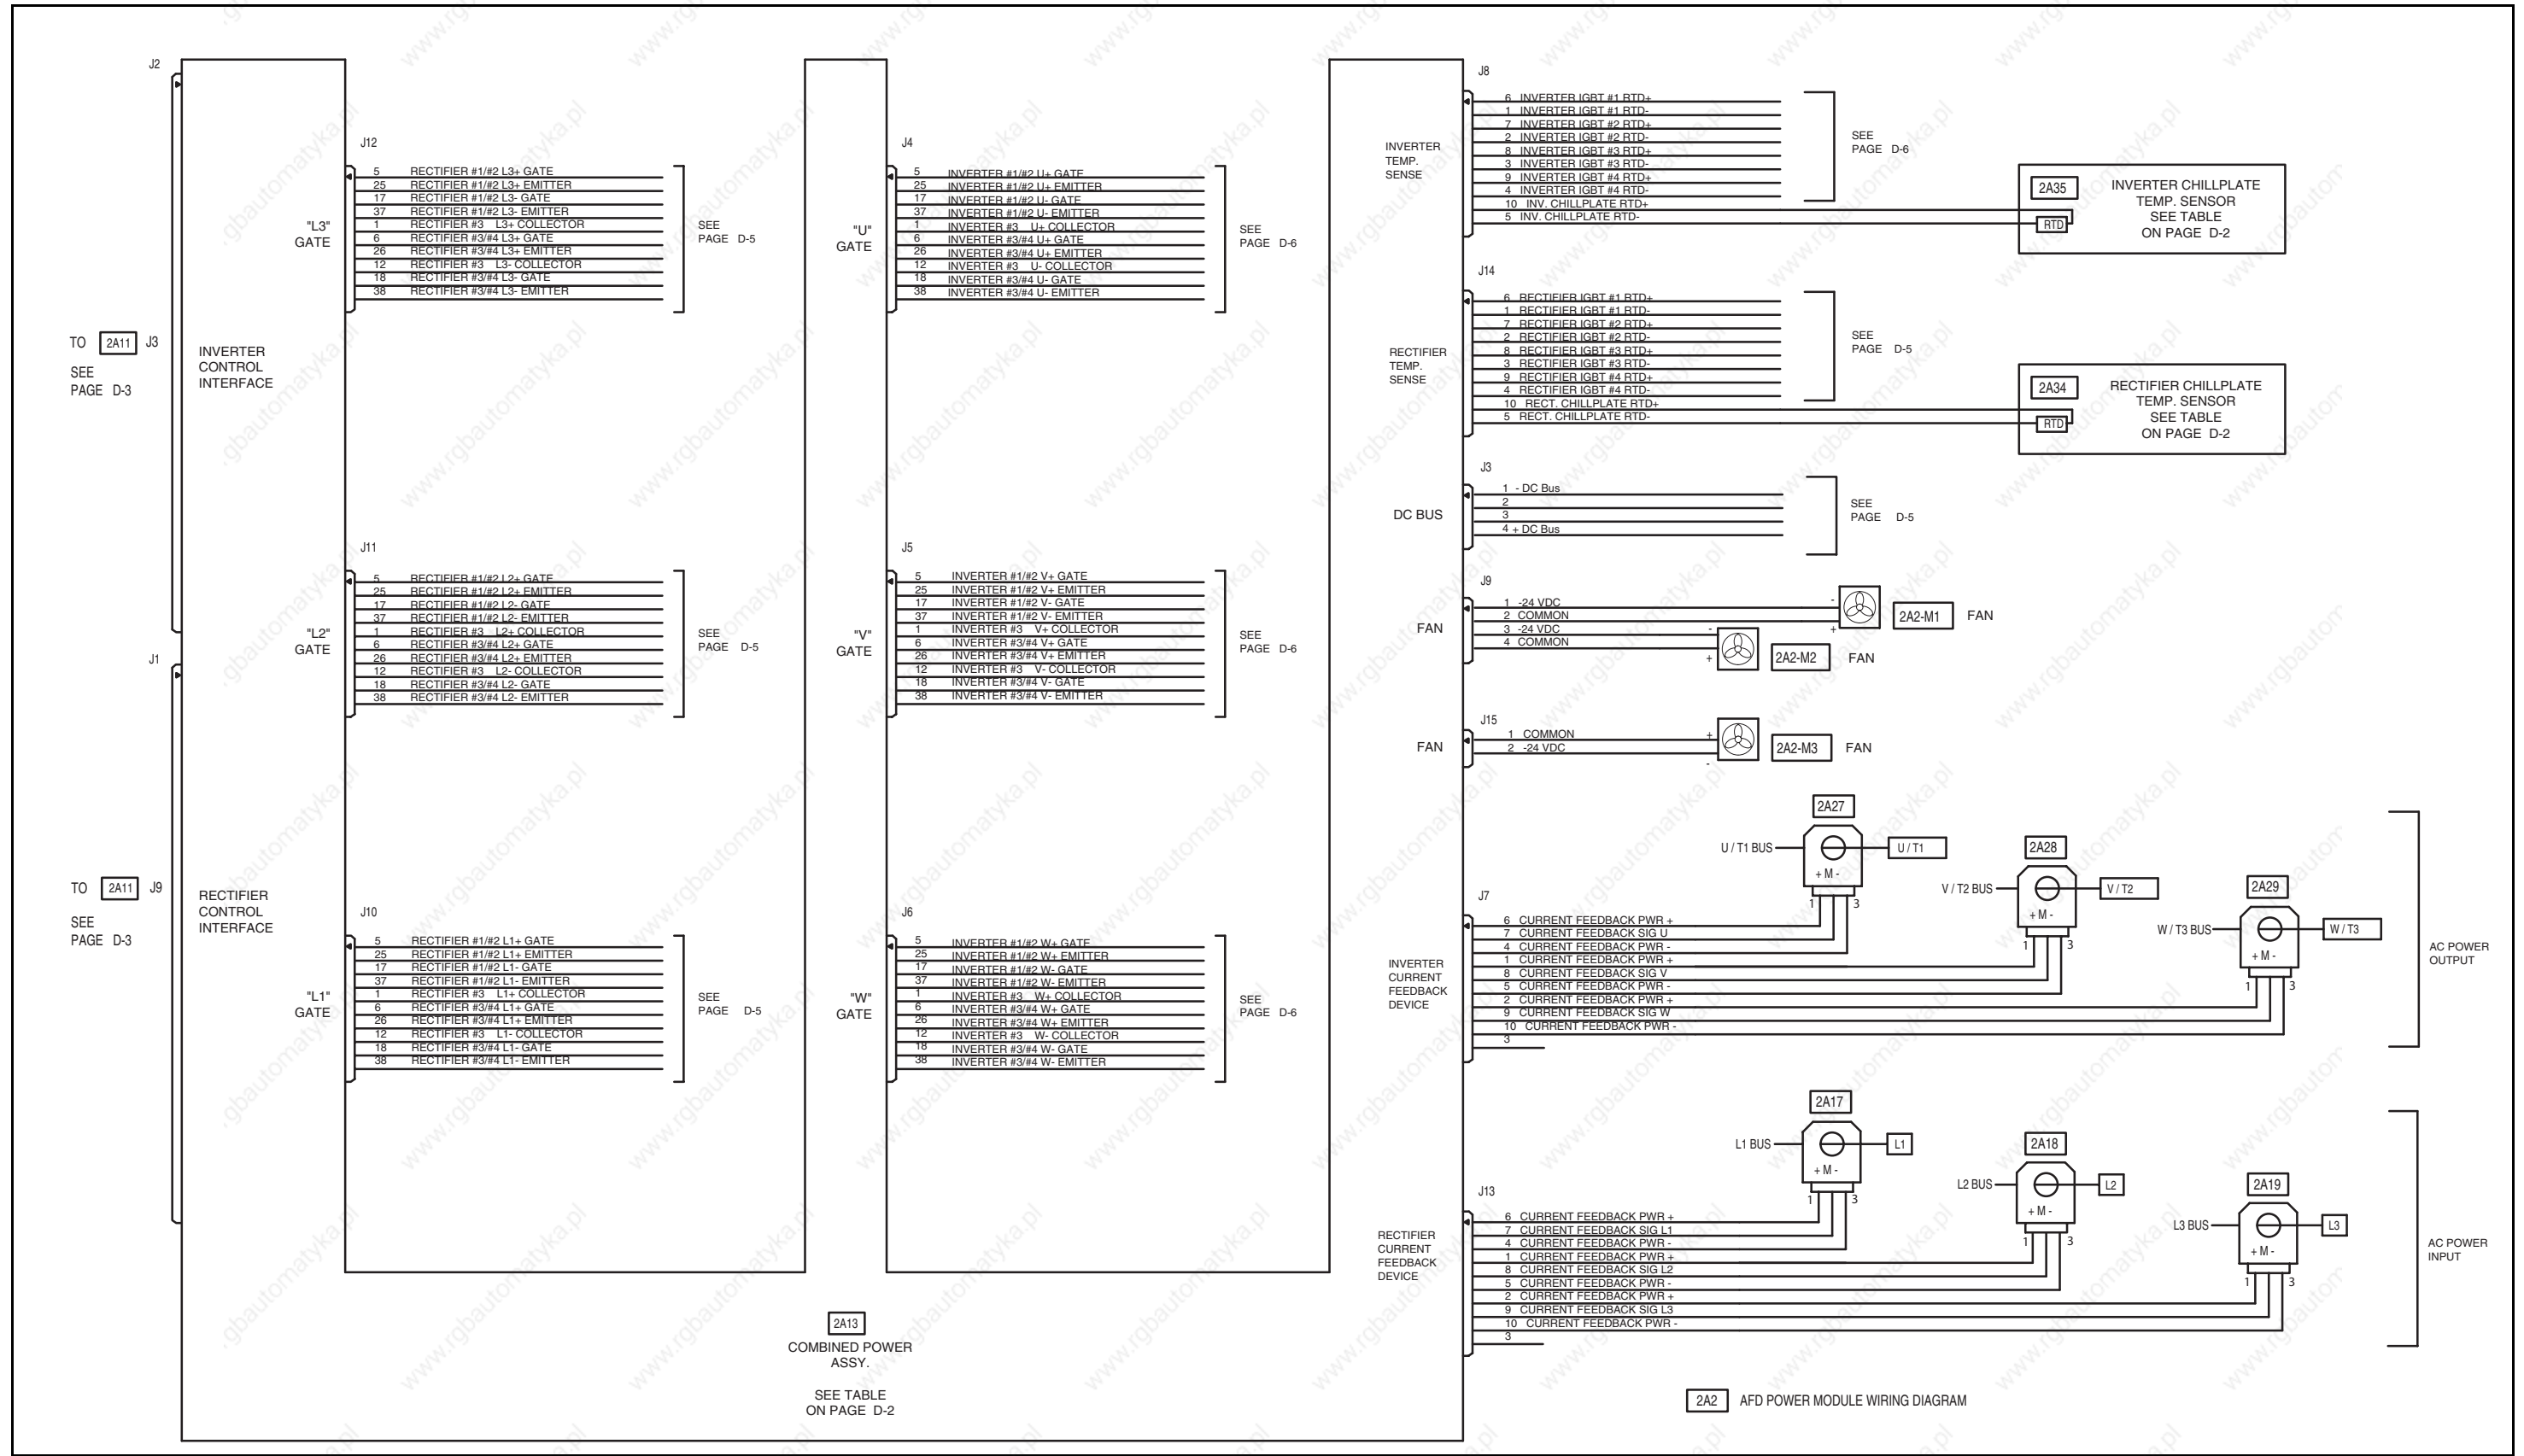 J2
TO 2A11 J3
SEE
PAGE D-3
INVERTER
CONTROL
INTERFACE
J1
TO 2A11 J9
SEE
PAGE D-3
RECTIFIER
CONTROL
INTERFACE
J12
"L3"
GATE
5 RECTIFIER #1/#2 L3+ GATE
25 RECTIFIER #1/#2 L3+ EMITTER
17 RECTIFIER #1/#2 L3- GATE
37 RECTIFIER #1/#2 L3- EMITTER
1 RECTIFIER #3 L3+ COLLECTOR
6 RECTIFIER #3/#4 L3+ GATE
26 RECTIFIER #3/#4 L3+ EMITTER
12 RECTIFIER #3 L3- COLLECTOR
18 RECTIFIER #3/#4 L3- GATE
38 RECTIFIER #3/#4 L3- EMITTER
SEE
PAGE D-5
J11
"L2"
GATE
5 RECTIFIER #1/#2 L2+ GATE
25 RECTIFIER #1/#2 L2+ EMITTER
17 RECTIFIER #1/#2 L2- GATE
37 RECTIFIER #1/#2 L2- EMITTER
1 RECTIFIER #3 L2+ COLLECTOR
6 RECTIFIER #3/#4 L2+ GATE
26 RECTIFIER #3/#4 L2+ EMITTER
12 RECTIFIER #3 L2- COLLECTOR
18 RECTIFIER #3/#4 L2- GATE
38 RECTIFIER #3/#4 L2- EMITTER
SEE
PAGE D-5
J10
"L1"
GATE
5 RECTIFIER #1/#2 L1+ GATE
25 RECTIFIER #1/#2 L1+ EMITTER
17 RECTIFIER #1/#2 L1- GATE
37 RECTIFIER #1/#2 L1- EMITTER
1 RECTIFIER #3 L1+ COLLECTOR
6 RECTIFIER #3/#4 L1+ GATE
26 RECTIFIER #3/#4 L1+ EMITTER
12 RECTIFIER #3 L1- COLLECTOR
18 RECTIFIER #3/#4 L1- GATE
38 RECTIFIER #3/#4 L1- EMITTER
SEE
PAGE D-5
J4
"U"
GATE
5 INVERTER #1/#2 U+ GATE
25 INVERTER #1/#2 U+ EMITTER
17 INVERTER #1/#2 U- GATE
37 INVERTER #1/#2 U- EMITTER
1 INVERTER #3 U+ COLLECTOR
6 INVERTER #3/#4 U+ GATE
26 INVERTER #3/#4 U+ EMITTER
12 INVERTER #3 U- COLLECTOR
18 INVERTER #3/#4 U- GATE
38 INVERTER #3/#4 U- EMITTER
SEE
PAGE D-6
J5
"V"
GATE
5 INVERTER #1/#2 V+ GATE
25 INVERTER #1/#2 V+ EMITTER
17 INVERTER #1/#2 V- GATE
37 INVERTER #1/#2 V- EMITTER
1 INVERTER #3 V+ COLLECTOR
6 INVERTER #3/#4 V+ GATE
26 INVERTER #3/#4 V+ EMITTER
12 INVERTER #3 V- COLLECTOR
18 INVERTER #3/#4 V- GATE
38 INVERTER #3/#4 V- EMITTER
SEE
PAGE D-6
J6
"W"
GATE
5 INVERTER #1/#2 W+ GATE
25 INVERTER #1/#2 W+ EMITTER
17 INVERTER #1/#2 W- GATE
37 INVERTER #1/#2 W- EMITTER
1 INVERTER #3 W+ COLLECTOR
6 INVERTER #3/#4 W+ GATE
26 INVERTER #3/#4 W+ EMITTER
12 INVERTER #3 W- COLLECTOR
18 INVERTER #3/#4 W- GATE
38 INVERTER #3/#4 W- EMITTER
SEE
PAGE D-6
2A13
COMBINED POWER
ASSY.
SEE TABLE
ON PAGE D-2
J8
INVERTER
TEMP.
SENSE
6 INVERTER IGBT #1 RTD+
1 INVERTER IGBT #1 RTD-
7 INVERTER IGBT #2 RTD+
2 INVERTER IGBT #2 RTD-
8 INVERTER IGBT #3 RTD+
3 INVERTER IGBT #3 RTD-
9 INVERTER IGBT #4 RTD+
4 INVERTER IGBT #4 RTD-
10 INV. CHILLPLATE RTD+
5 INV. CHILLPLATE RTD-
SEE
PAGE D-6
2A35
RTD
INVERTER CHILLPLATE
TEMP. SENSOR
SEE TABLE
ON PAGE D-2
J14
RECTIFIER
TEMP.
SENSE
6 RECTIFIER IGBT #1 RTD+
1 RECTIFIER IGBT #1 RTD-
7 RECTIFIER IGBT #2 RTD+
2 RECTIFIER IGBT #2 RTD-
8 RECTIFIER IGBT #3 RTD+
3 RECTIFIER IGBT #3 RTD-
9 RECTIFIER IGBT #4 RTD+
4 RECTIFIER IGBT #4 RTD-
10 RECT. CHILLPLATE RTD+
5 RECT. CHILLPLATE RTD-
SEE
PAGE D-5
2A34
RTD
RECTIFIER CHILLPLATE
TEMP. SENSOR
SEE TABLE
ON PAGE D-2
J3
DC BUS
1 - DC Bus
2
3
4 + DC Bus
SEE
PAGE D-5
J9
FAN
1 -24 VDC
2 COMMON
3 -24 VDC
4 COMMON
- +
2A2-M1 FAN
- +
2A2-M2 FAN
J15
FAN
1 COMMON
2 -24 VDC
+ -
2A2-M3 FAN
J7
INVERTER
CURRENT
FEEDBACK
DEVICE
6 CURRENT FEEDBACK PWR +
7 CURRENT FEEDBACK SIG U
4 CURRENT FEEDBACK PWR -
1 CURRENT FEEDBACK PWR +
8 CURRENT FEEDBACK SIG V
5 CURRENT FEEDBACK PWR -
2 CURRENT FEEDBACK PWR +
9 CURRENT FEEDBACK SIG W
10 CURRENT FEEDBACK PWR -
3
2A27
U / T1 BUS U / T1
+ M -
1 3
2A28
V / T2 BUS V / T2
+ M -
1 3
2A29
W / T3 BUS W / T3
+ M -
1 3
AC POWER
OUTPUT
J13
RECTIFIER
CURRENT
FEEDBACK
DEVICE
6 CURRENT FEEDBACK PWR +
7 CURRENT FEEDBACK SIG L1
4 CURRENT FEEDBACK PWR -
1 CURRENT FEEDBACK PWR +
8 CURRENT FEEDBACK SIG L2
5 CURRENT FEEDBACK PWR -
2 CURRENT FEEDBACK PWR +
9 CURRENT FEEDBACK SIG L3
10 CURRENT FEEDBACK PWR -
3
2A17
L1 BUS L1
+ M -
1 3
2A18
L2 BUS L2
+ M -
1 3
2A19
L3 BUS L3
+ M -
1 3
AC POWER
INPUT
2A2 AFD POWER MODULE WIRING DIAGRAM
www.rgbautomatyka.pl